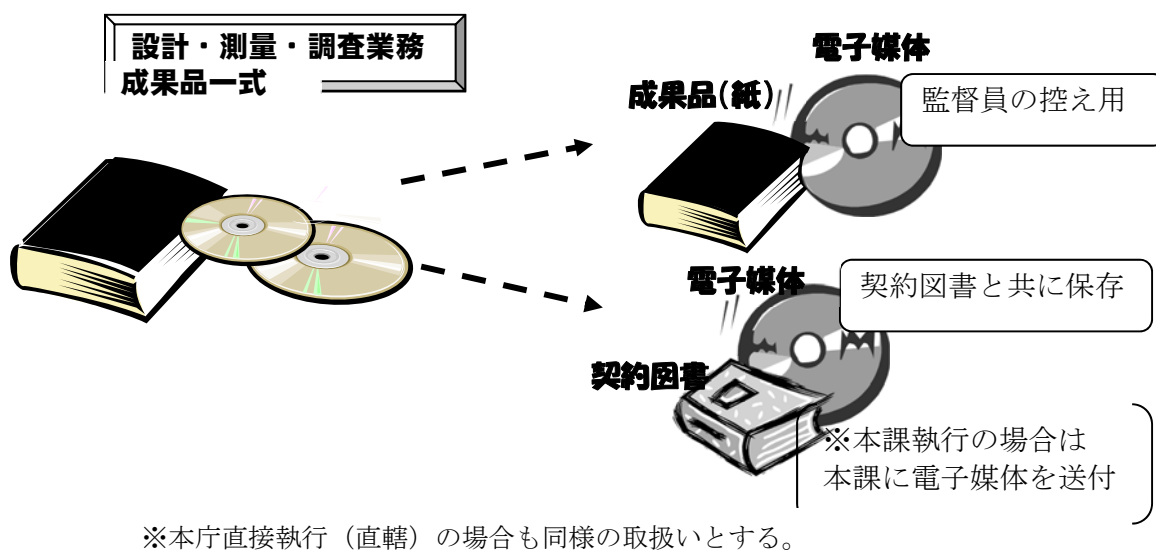 設計・測量・調査業務
成果品一式
電子媒体
成果品(紙)
監督員の控え用
電子媒体
契約図書と共に保存
契約図書
※本課執行の場合は
本課に電子媒体を送付
※本庁直接執行（直轄）の場合も同様の取扱いとする。